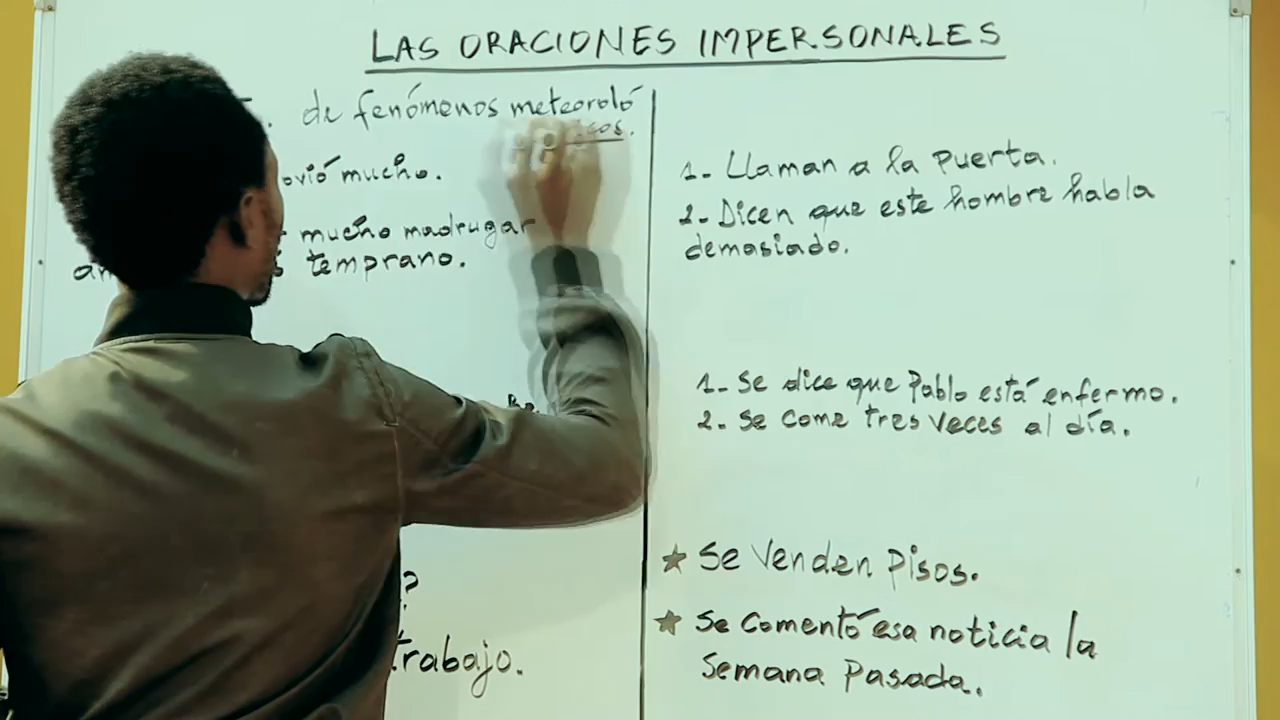 LAS ORACIONES IMPERSONALES
de fenómenos meteoroló
icos.
ovió mucho.
mucho madrugar
temprano.
?
trabajo.
1- Llaman a la puerta.
2- Dicen que este hombre habla
demasiado.
1- Se dice que Pablo está enfermo.
2- Se come tres veces al día.
★ Se venden pisos.
★ Se comentó esa noticia la
semana pasada.